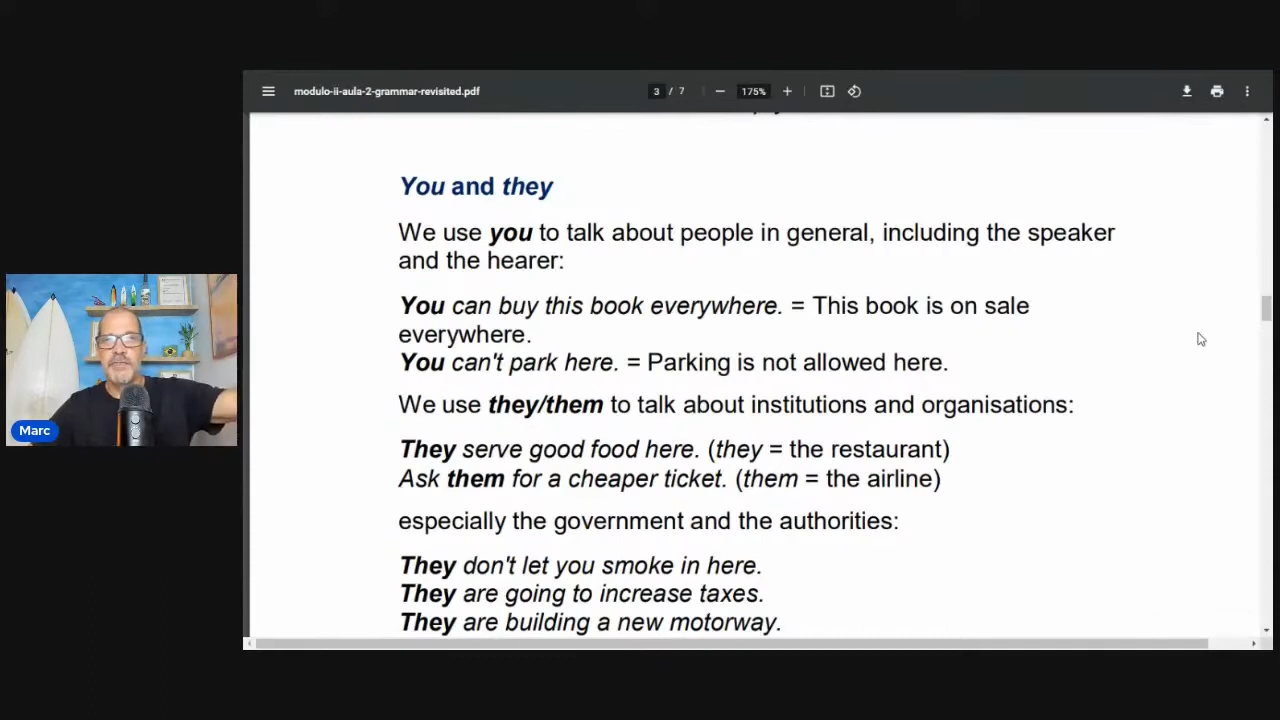 modulo-ii-aula-2-grammar-revisited.pdf
3 / 7
175%
You and they
We use you to talk about people in general, including the speaker
and the hearer:
You can buy this book everywhere. = This book is on sale
everywhere.
You can't park here. = Parking is not allowed here.
We use they/them to talk about institutions and organisations:
They serve good food here. (they = the restaurant)
Ask them for a cheaper ticket. (them = the airline)
especially the government and the authorities:
They don't let you smoke in here.
They are going to increase taxes.
They are building a new motorway.
Marc